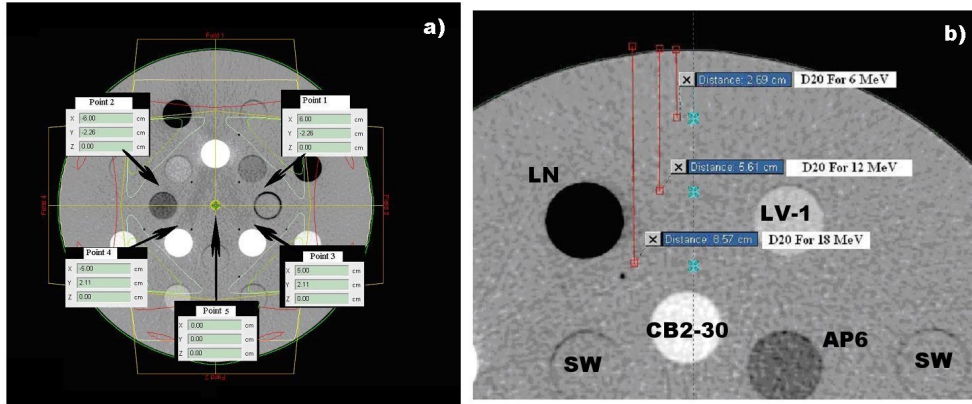 a)
Field 1
Point 2
X -6.00 cm
Y -2.26 cm
Z 0.00 cm
Point 1
X 6.00 cm
Y -2.26 cm
Z 0.00 cm
Point 4
X cm
Y 2.11 cm
Z 0.00 cm
Point 3
X cm
Y 2.11 cm
Z 0.00 cm
Point 5
X 0.00 cm
Y 0.00 cm
Z 0.00 cm
Field 2
b)
Distance: 2.69 cm D20 For 6 MeV
Distance: 5.61 cm D20 For 12 MeV
LN
LV-1
Distance: 8.57 cm D20 For 18 MeV
CB2-30
AP6
SW
SW